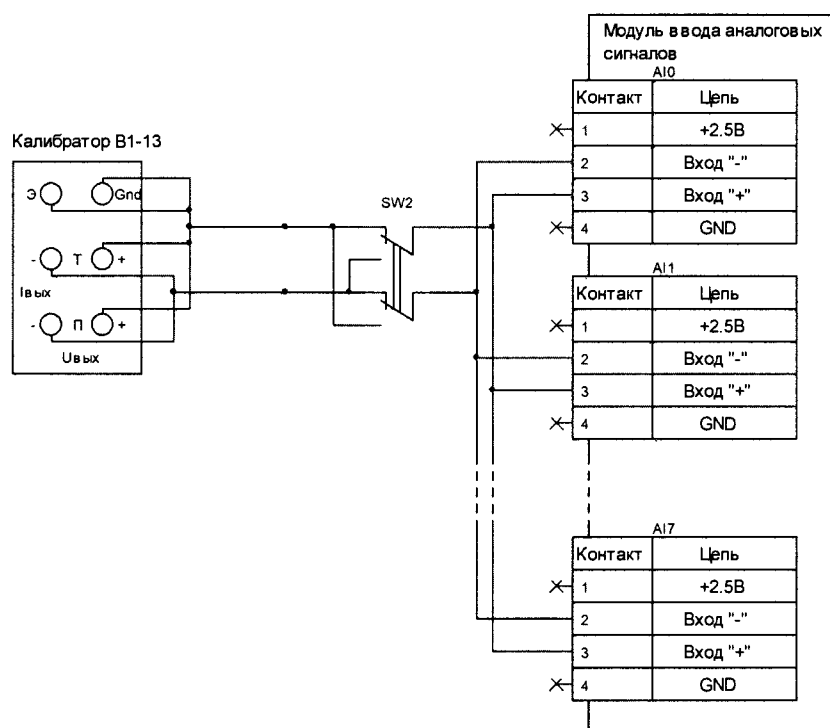 Модуль ввода аналоговых
сигналов
AI0
Контакт Цепь
1 +2.5В
2 Вход "-"
3 Вход "+"
4 GND
Калибратор В1-13
Э Gnd
- Т +
Iвых
- П +
Uвых
SW2
AI1
Контакт Цепь
1 +2.5В
2 Вход "-"
3 Вход "+"
4 GND
AI7
Контакт Цепь
1 +2.5В
2 Вход "-"
3 Вход "+"
4 GND